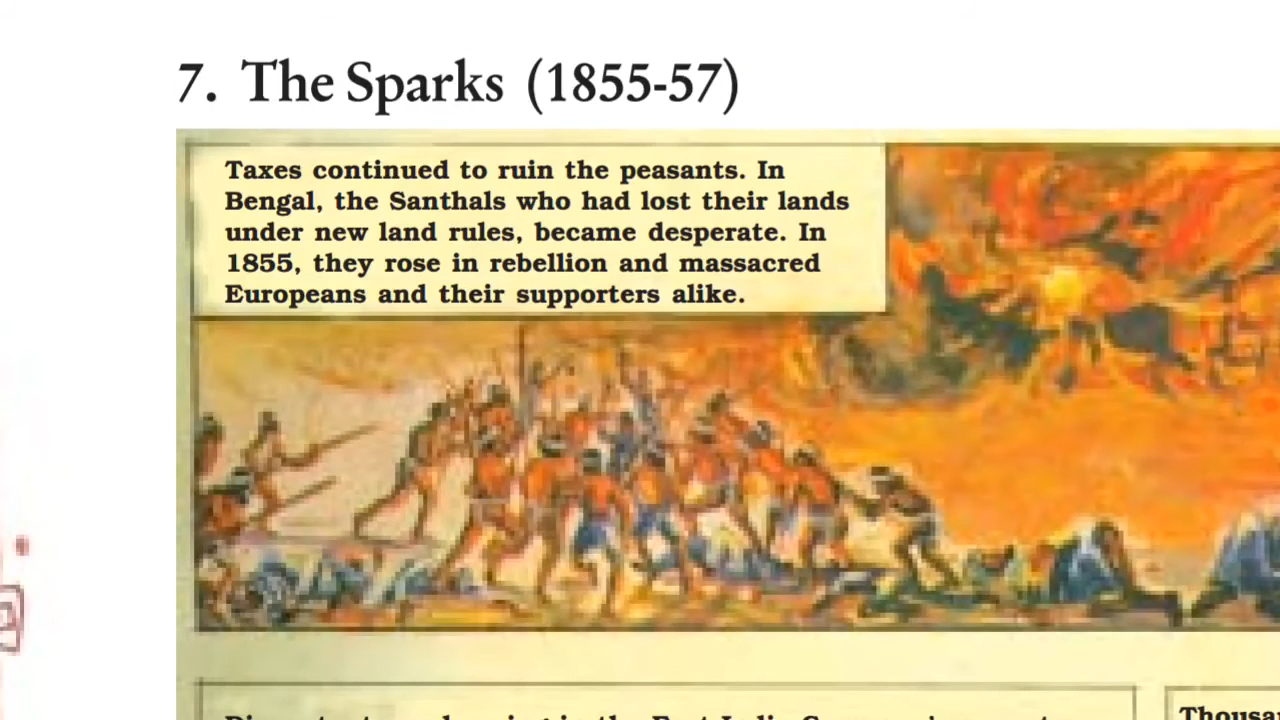 7. The Sparks (1855-57)
Taxes continued to ruin the peasants. In
Bengal, the Santhals who had lost their lands
under new land rules, became desperate. In
1855, they rose in rebellion and massacred
Europeans and their supporters alike.